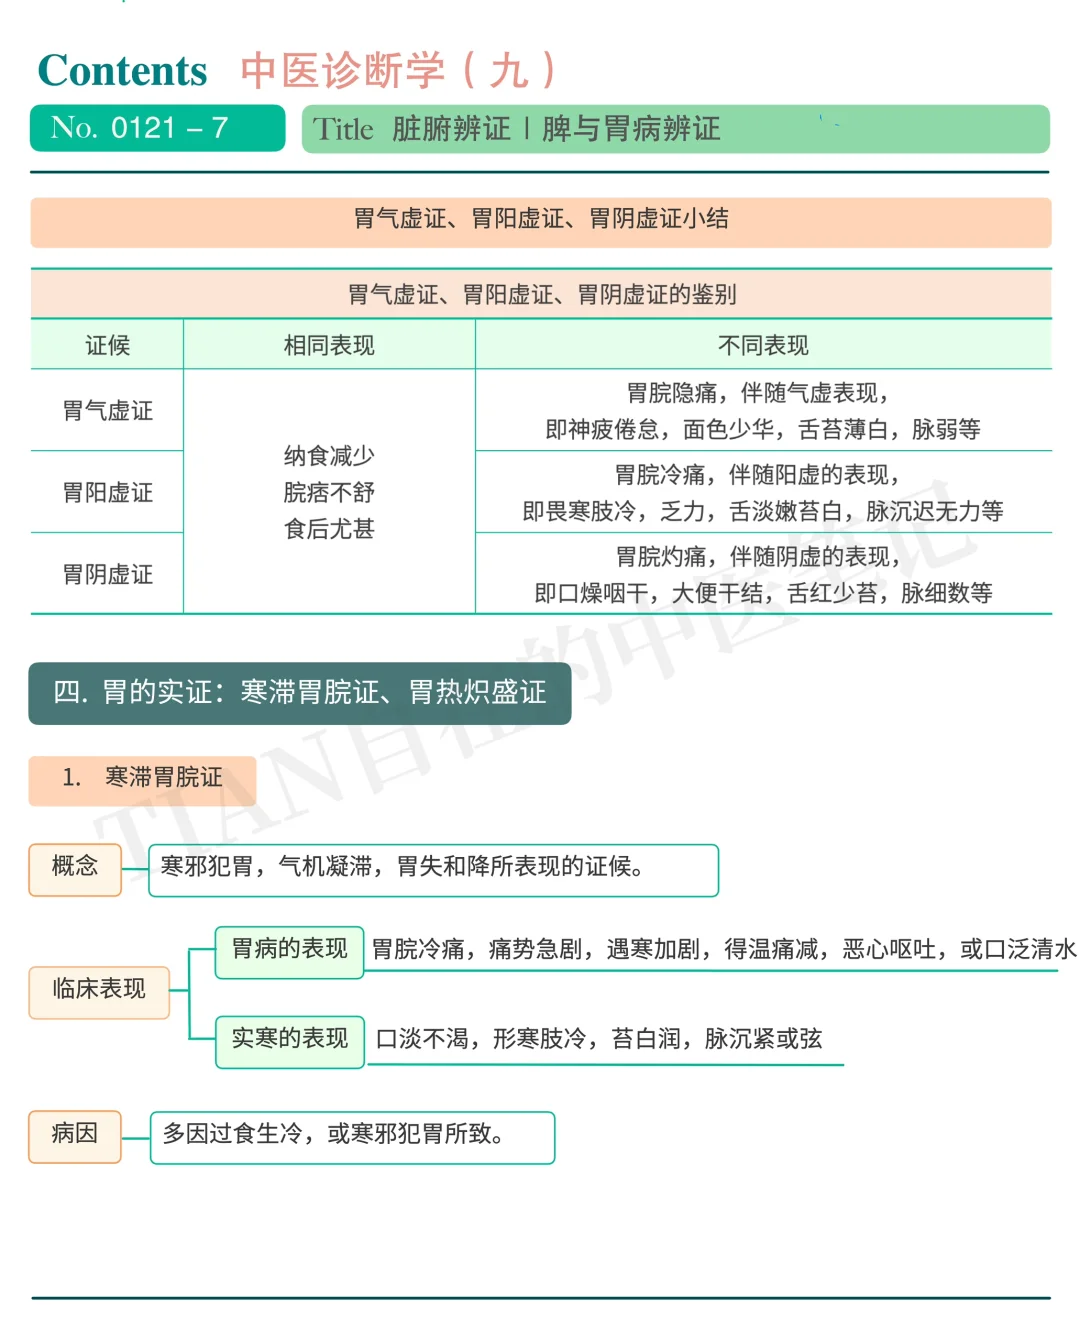 Contents 中医诊断学（九）
No. 0121 – 7
Title 脏腑辨证 | 脾与胃病辨证
胃气虚证、胃阳虚证、胃阴虚证小结
胃气虚证、胃阳虚证、胃阴虚证的鉴别
证候 相同表现 不同表现
胃气虚证
纳食减少
脘痞不舒
食后尤甚
胃脘隐痛，伴随气虚表现，
即神疲倦怠，面色少华，舌苔薄白，脉弱等
胃阳虚证
胃脘冷痛，伴随阳虚的表现，
即畏寒肢冷，乏力，舌淡嫩苔白，脉沉迟无力等
胃阴虚证
胃脘灼痛，伴随阴虚的表现，
即口燥咽干，大便干结，舌红少苔，脉细数等
四. 胃的实证：寒滞胃脘证、胃热炽盛证
1. 寒滞胃脘证
概念
寒邪犯胃，气机凝滞，胃失和降所表现的证候。
临床表现
胃病的表现
胃脘冷痛，痛势急剧，遇寒加剧，得温痛减，恶心呕吐，或口泛清水
实寒的表现
口淡不渴，形寒肢冷，苔白润，脉沉紧或弦
病因
多因过食生冷，或寒邪犯胃所致。
TIAN自在的中医笔记